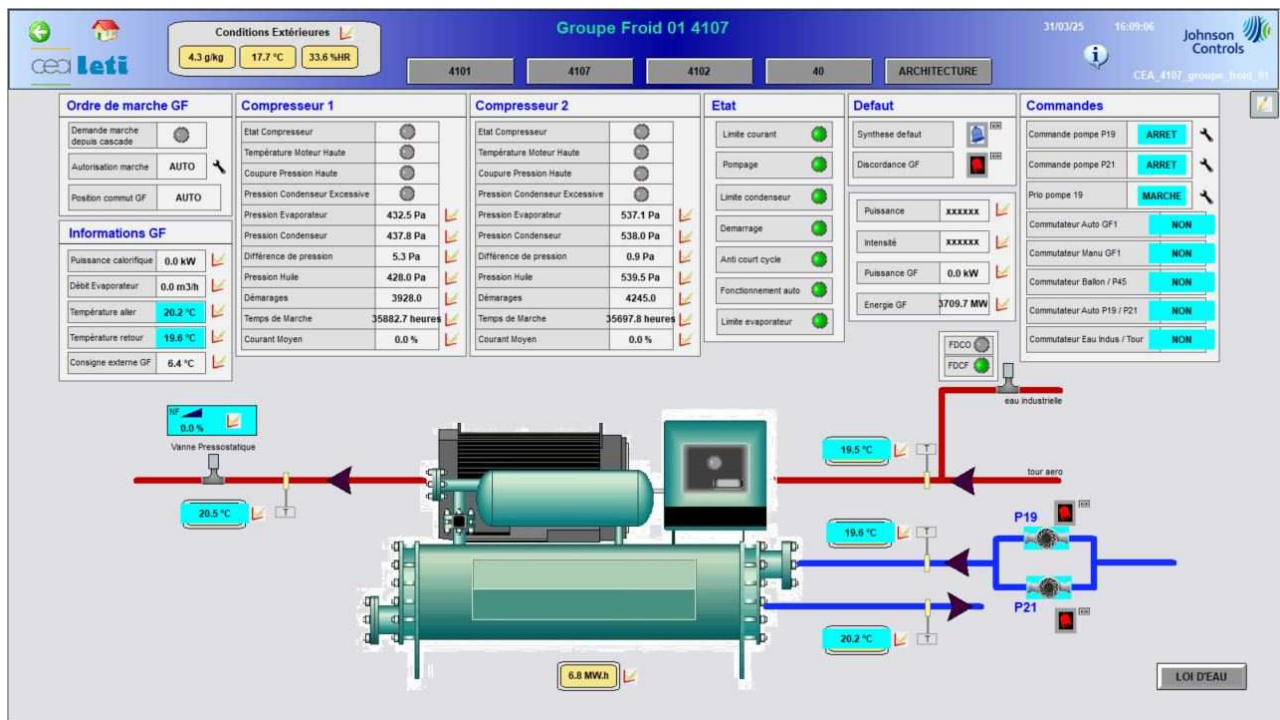 Conditions Extérieures
4.3 g/kg
17.7 °C
33.6 %HR
cea leti
Groupe Froid 01 4107
31/03/25 16:09:06
Johnson
Controls
4101
4107
4102
40
ARCHITECTURE
CEA_4107_groupe_froid_01
Ordre de marche GF
Demande marche
depuis cascade
Autorisation marche AUTO
Position commut GF AUTO
Informations GF
Puissance calorifique 0.0 kW
Débit Evaporateur 0.0 m3/h
Température aller 20.2 °C
Température retour 19.6 °C
Consigne externe GF 6.4 °C
Compresseur 1
Etat Compresseur
Température Moteur Haute
Coupure Pression Haute
Pression Condenseur Excessive
Pression Evaporateur 432.5 Pa
Pression Condenseur 437.8 Pa
Différence de pression 5.3 Pa
Pression Huile 428.0 Pa
Démarages 3928.0
Temps de Marche 35882.7 heures
Courant Moyen 0.0 %
Compresseur 2
Etat Compresseur
Température Moteur Haute
Coupure Pression Haute
Pression Condenseur Excessive
Pression Evaporateur 537.1 Pa
Pression Condenseur 538.0 Pa
Différence de pression 0.9 Pa
Pression Huile 539.5 Pa
Démarages 4245.0
Temps de Marche 35697.8 heures
Courant Moyen 0.0 %
Etat
Limite courant
Pompage
Limite condenseur
Demarrage
Anti court cycle
Fonctionnement auto
Limite evaporateur
Defaut
Synthese defaut
Discordance GF
Puissance xxxxxx
Intensité xxxxxx
Puissance GF 0.0 kW
Energie GF 3709.7 MW
FDCO
FDCF
Commandes
Commande pompe P19 ARRET
Commande pompe P21 ARRET
Prio pompe 19 MARCHE
Commutateur Auto GF1 NON
Commutateur Manu GF1 NON
Commutateur Ballon / P45 NON
Commutateur Auto P19 / P21 NON
Commutateur Eau Indus / Tour NON
eau industrielle
NF
0.0 %
Vanne Pressostatique
20.5 °C
T
19.5 °C
T
tour aero
P19
19.6 °C
T
P21
20.2 °C
T
6.8 MW.h
LOI D'EAU